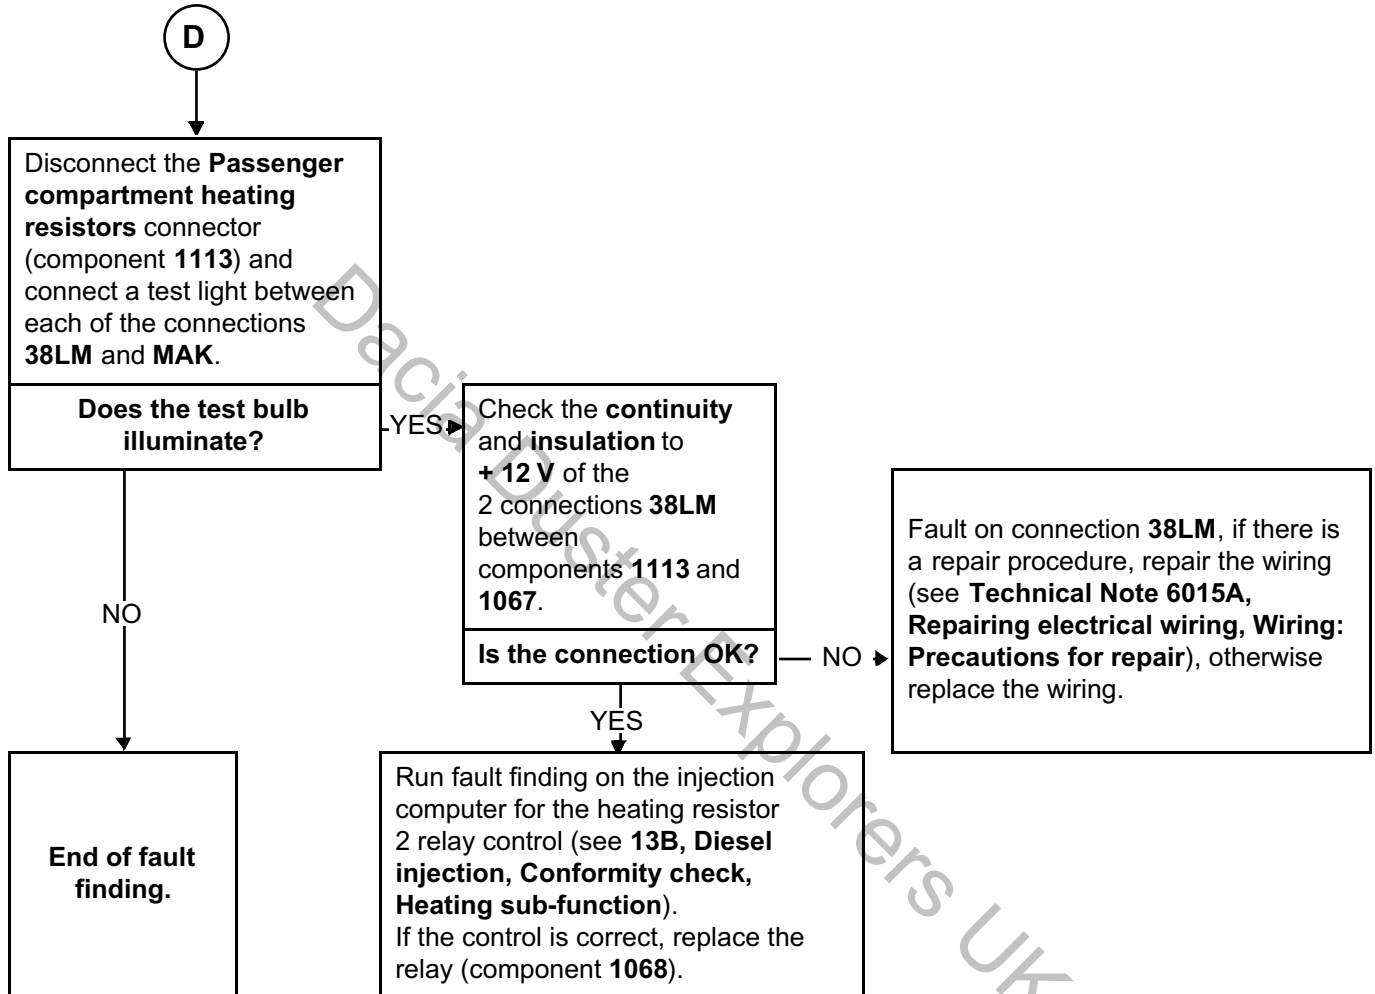 D
Disconnect the Passenger
compartment heating
resistors connector
(component 1113) and
connect a test light between
each of the connections
38LM and MAK.
Does the test bulb
illuminate?
YES
Check the continuity
and insulation to
+ 12 V of the
2 connections 38LM
between
components 1113 and
1067.
Is the connection OK?
NO
Fault on connection 38LM, if there is
a repair procedure, repair the wiring
(see Technical Note 6015A,
Repairing electrical wiring, Wiring:
Precautions for repair), otherwise
replace the wiring.
NO
YES
End of fault
finding.
Run fault finding on the injection
computer for the heating resistor
2 relay control (see 13B, Diesel
injection, Conformity check,
Heating sub-function).
If the control is correct, replace the
relay (component 1068).
Dacia Duster Explorers UK